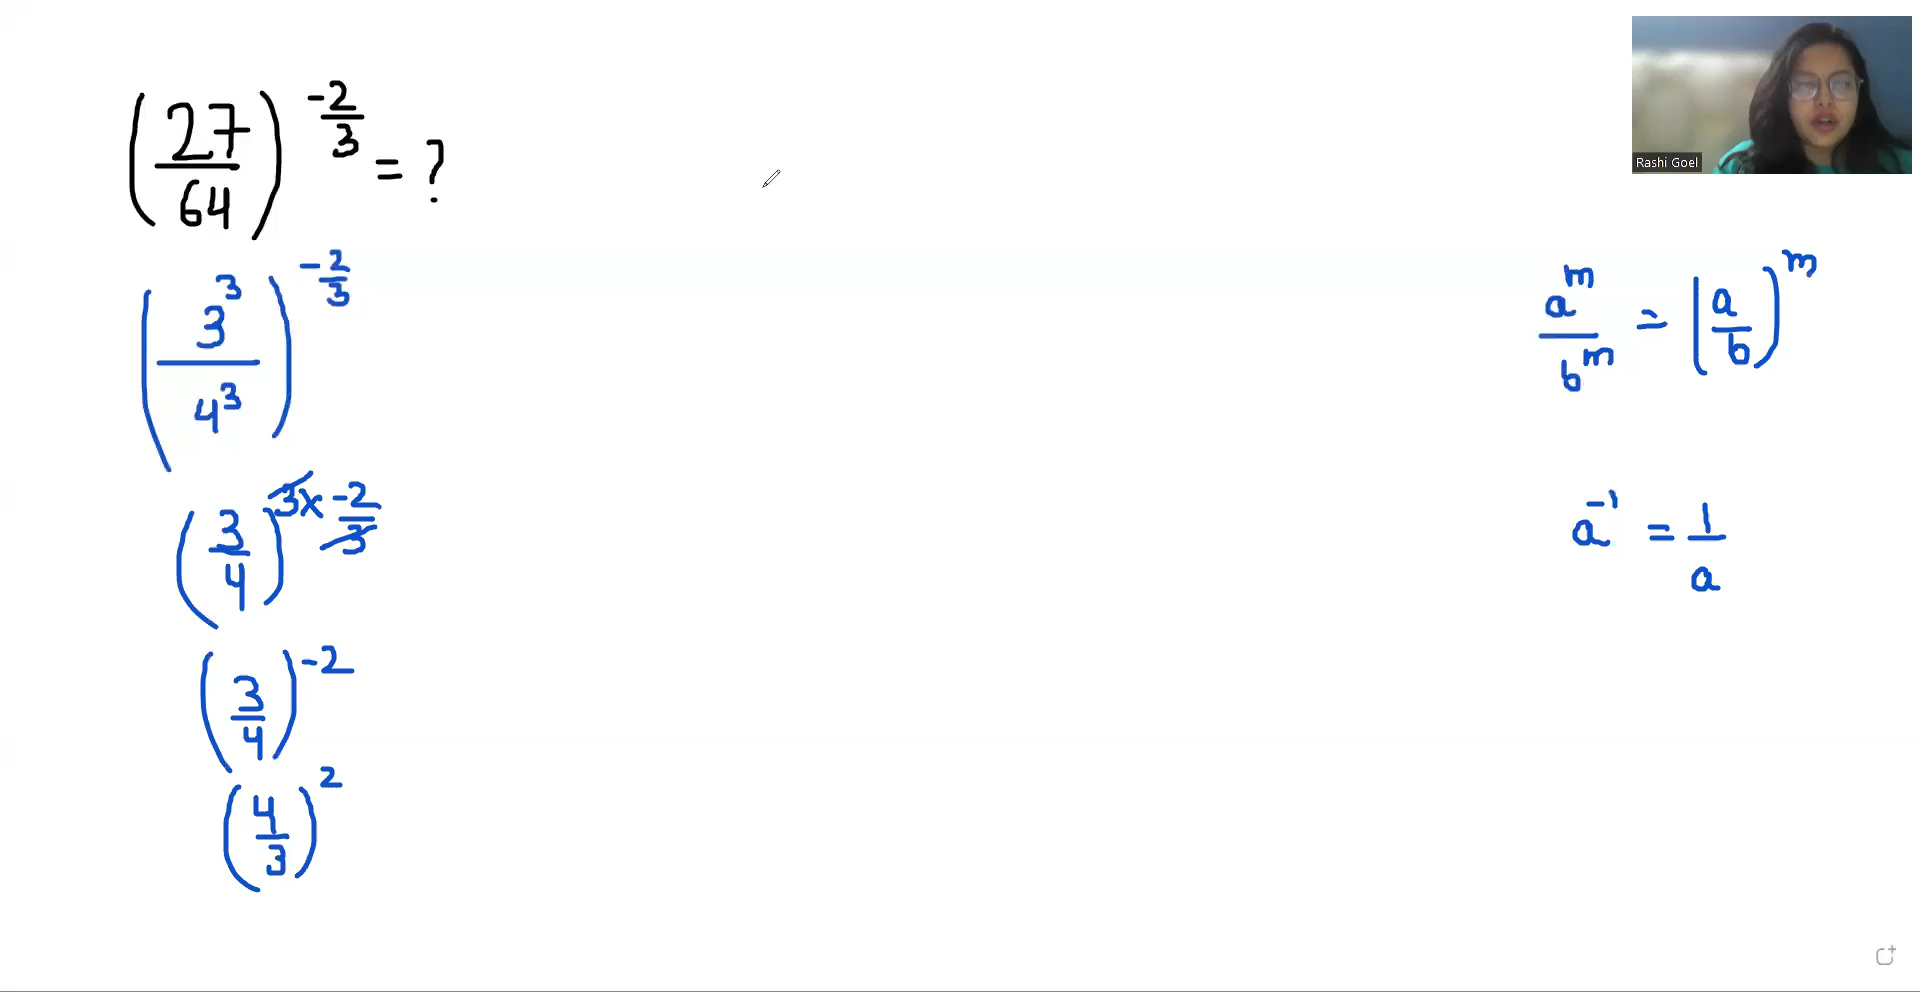 (27/64)^(-2/3) = ?
(3^3/4^3)^(-2/3)
(3/4)^(3x -2/3)
(3/4)^(-2)
(4/3)^2
a^m/b^m = (a/b)^m
a^(-1) = 1/a
Rashi Goel